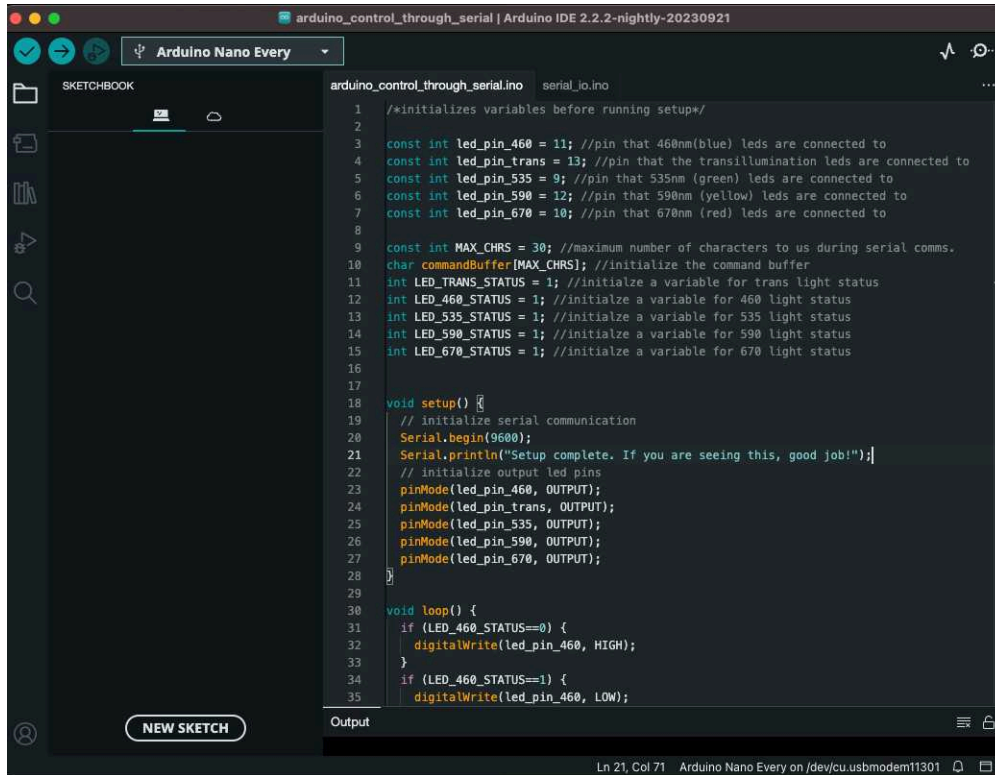 arduino_control_through_serial | Arduino IDE 2.2.2-nightly-20230921
Arduino Nano Every
SKETCHBOOK
arduino_control_through_serial.ino serial_io.ino
1 /*initializes variables before running setup*/
2
3 const int led_pin_460 = 11; //pin that 460nm(blue) leds are connected to
4 const int led_pin_trans = 13; //pin that the transillumination leds are connected to
5 const int led_pin_535 = 9; //pin that 535nm (green) leds are connected to
6 const int led_pin_590 = 12; //pin that 590nm (yellow) leds are connected to
7 const int led_pin_670 = 10; //pin that 670nm (red) leds are connected to
8
9 const int MAX_CHRS = 30; //maximum number of characters to us during serial comms.
10 char commandBuffer[MAX_CHRS]; //initialize the command buffer
11 int LED_TRANS_STATUS = 1; //initialze a variable for trans light status
12 int LED_460_STATUS = 1; //initialze a variable for 460 light status
13 int LED_535_STATUS = 1; //initialze a variable for 535 light status
14 int LED_590_STATUS = 1; //initialze a variable for 590 light status
15 int LED_670_STATUS = 1; //initialze a variable for 670 light status
16
17
18 void setup() {
19 // initialize serial communication
20 Serial.begin(9600);
21 Serial.println("Setup complete. If you are seeing this, good job!");
22 // initialize output led pins
23 pinMode(led_pin_460, OUTPUT);
24 pinMode(led_pin_trans, OUTPUT);
25 pinMode(led_pin_535, OUTPUT);
26 pinMode(led_pin_590, OUTPUT);
27 pinMode(led_pin_670, OUTPUT);
28 }
29
30 void loop() {
31 if (LED_460_STATUS==0) {
32 digitalWrite(led_pin_460, HIGH);
33 }
34 if (LED_460_STATUS==1) {
35 digitalWrite(led_pin_460, LOW);
NEW SKETCH
Output
Ln 21, Col 71 Arduino Nano Every on /dev/cu.usbmodem11301